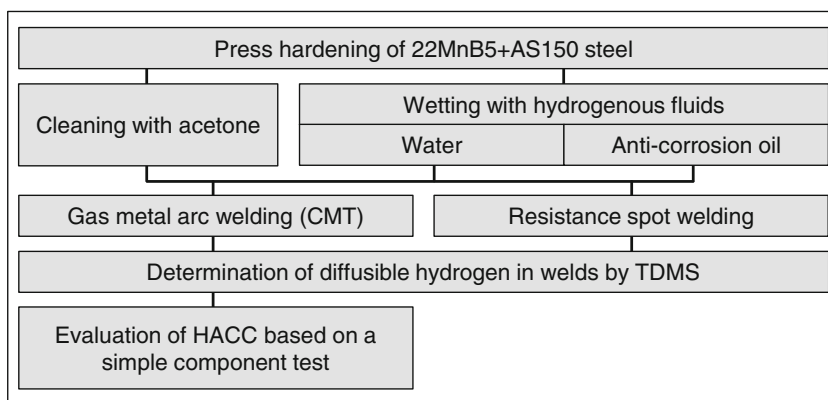 Press hardening of 22MnB5+AS150 steel
Cleaning with acetone
Wetting with hydrogenous fluids
Water
Anti-corrosion oil
Gas metal arc welding (CMT)
Resistance spot welding
Determination of diffusible hydrogen in welds by TDMS
Evaluation of HACC based on a
simple component test